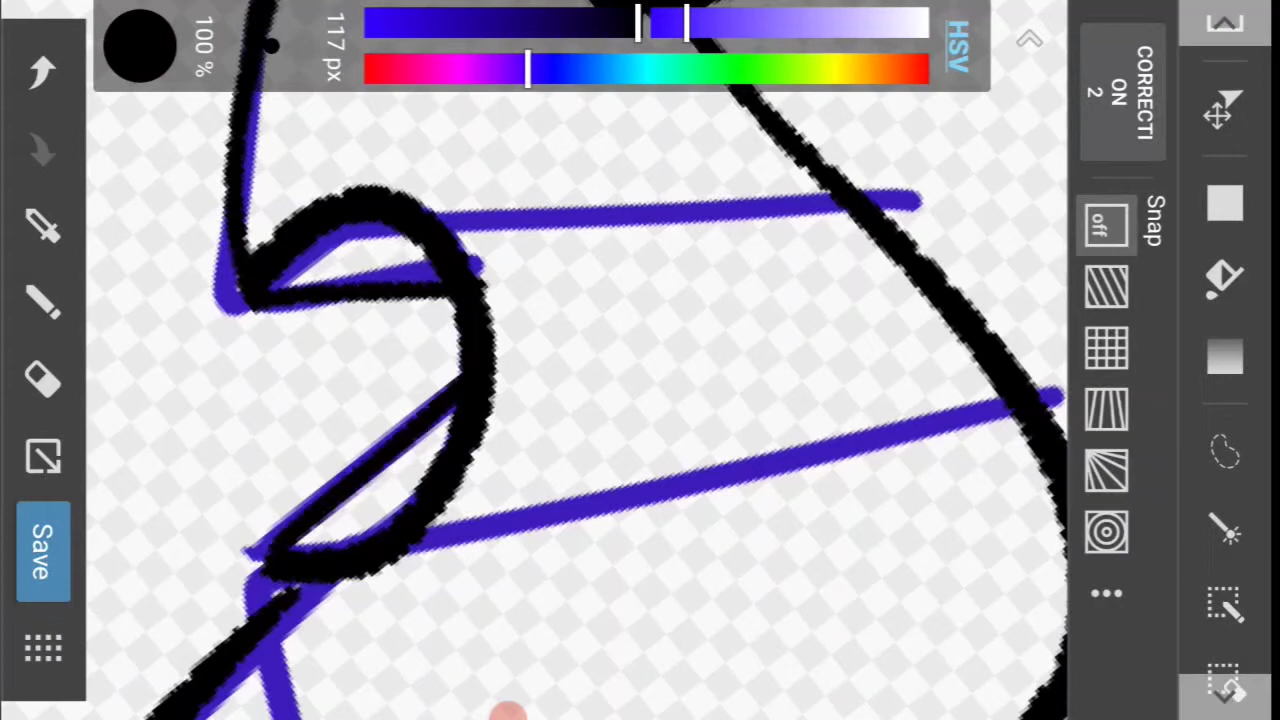 100 %
117 px
HSV
CORRECTI
ON
2
Snap
off
Save